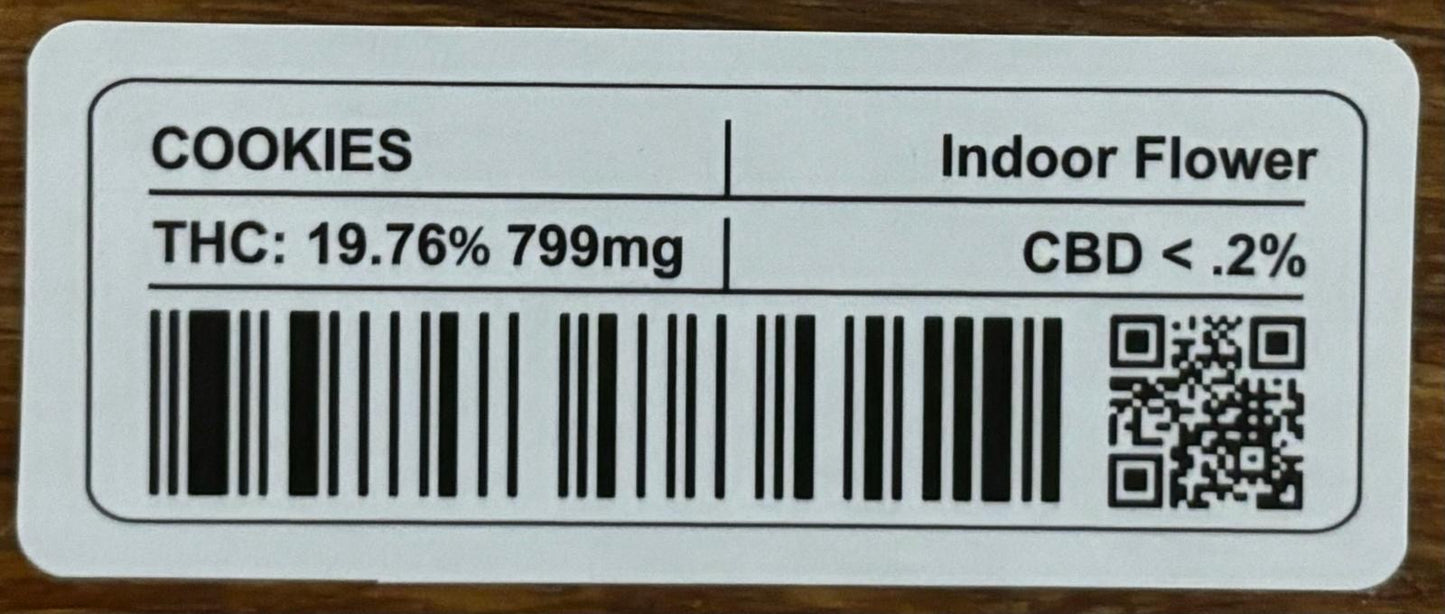 COOKIES | Indoor Flower
THC: 19.76% 799mg | CBD < .2%